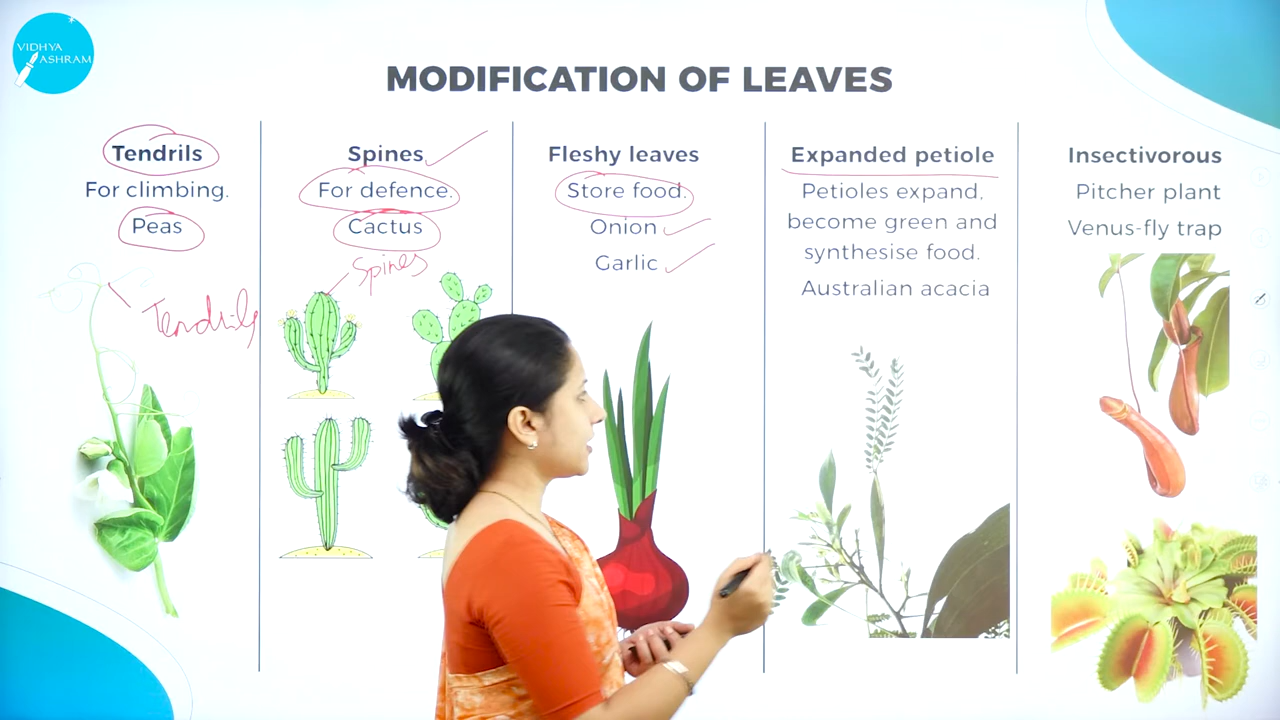 VIDHYA
ASHRAM
MODIFICATION OF LEAVES
Tendrils
For climbing.
Peas
Tendrils
Spines
For defence.
Cactus
Spines
Fleshy leaves
Store food.
Onion
Garlic
Expanded petiole
Petioles expand,
become green and
synthesise food.
Australian acacia
Insectivorous
Pitcher plant
Venus-fly trap